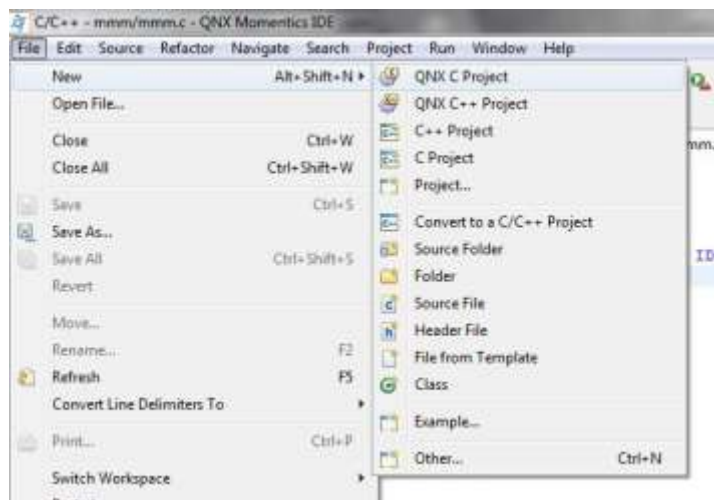 C/C++ - mmm/mmm.c - QNX Momentics IDE
File Edit Source Refactor Navigate Search Project Run Window Help
New Alt+Shift+N
Open File...
Close Ctrl+W
Close All Ctrl+Shift+W
Save Ctrl+S
Save As...
Save All Ctrl+Shift+S
Revert
Move...
Rename... F2
Refresh F5
Convert Line Delimiters To
Print... Ctrl+P
Switch Workspace
QNX C Project
QNX C++ Project
C++ Project
C Project
Project...
Convert to a C/C++ Project
Source Folder
Folder
Source File
Header File
File from Template
Class
Example...
Other... Ctrl+N
mm.
ID